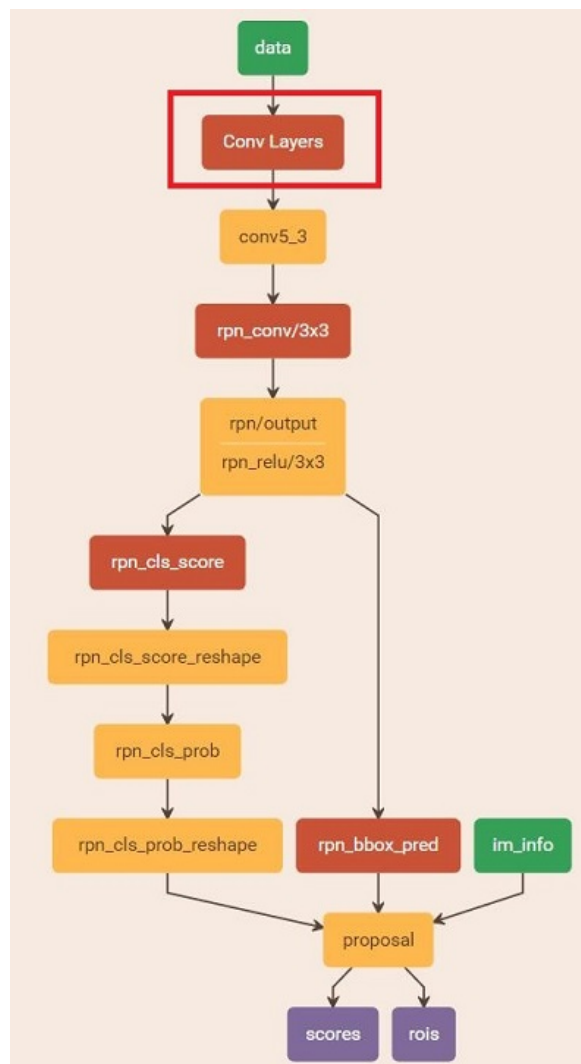 data
Conv Layers
conv5_3
rpn_conv/3x3
rpn/output
rpn_relu/3x3
rpn_cls_score
rpn_cls_score_reshape
rpn_cls_prob
rpn_cls_prob_reshape
rpn_bbox_pred
im_info
proposal
scores
rois